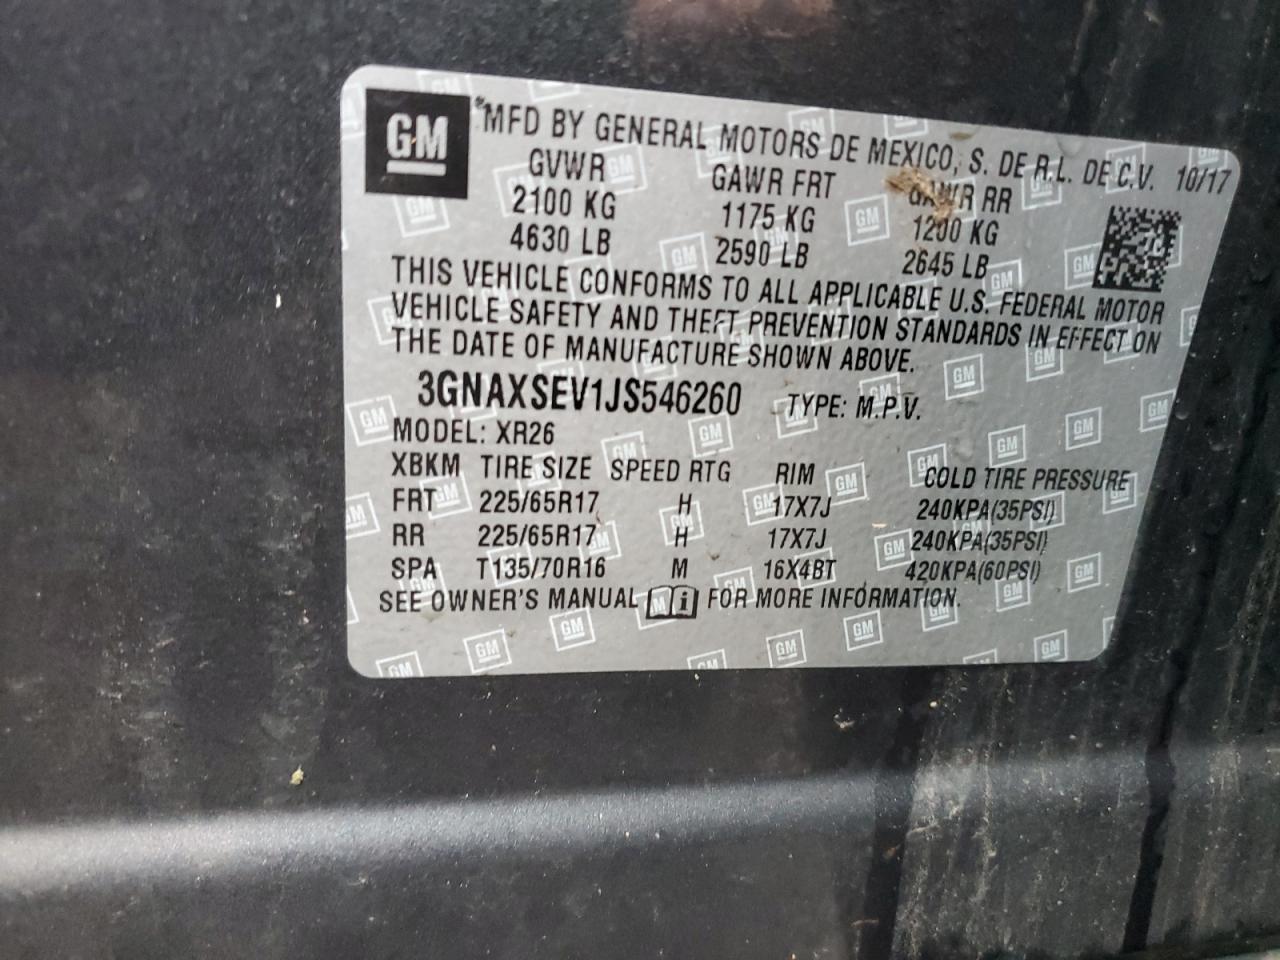 GM *MFD BY GENERAL MOTORS DE MEXICO, S. DE R.L. DE C.V. 10/17
GVWR GAWR FRT GAWR RR
2100 KG 1175 KG 1200 KG
4630 LB 2590 LB 2645 LB
THIS VEHICLE CONFORMS TO ALL APPLICABLE U.S. FEDERAL MOTOR
VEHICLE SAFETY AND THEFT PREVENTION STANDARDS IN EFFECT ON
THE DATE OF MANUFACTURE SHOWN ABOVE.
3GNAXSEV1JS546260 TYPE: M.P.V.
MODEL: XR26
XBKM TIRE SIZE SPEED RTG RIM COLD TIRE PRESSURE
FRT 225/65R17 H 17X7J 240KPA(35PSI)
RR 225/65R17 H 17X7J 240KPA(35PSI)
SPA T135/70R16 M 16X4BT 420KPA(60PSI)
SEE OWNER'S MANUAL i FOR MORE INFORMATION.